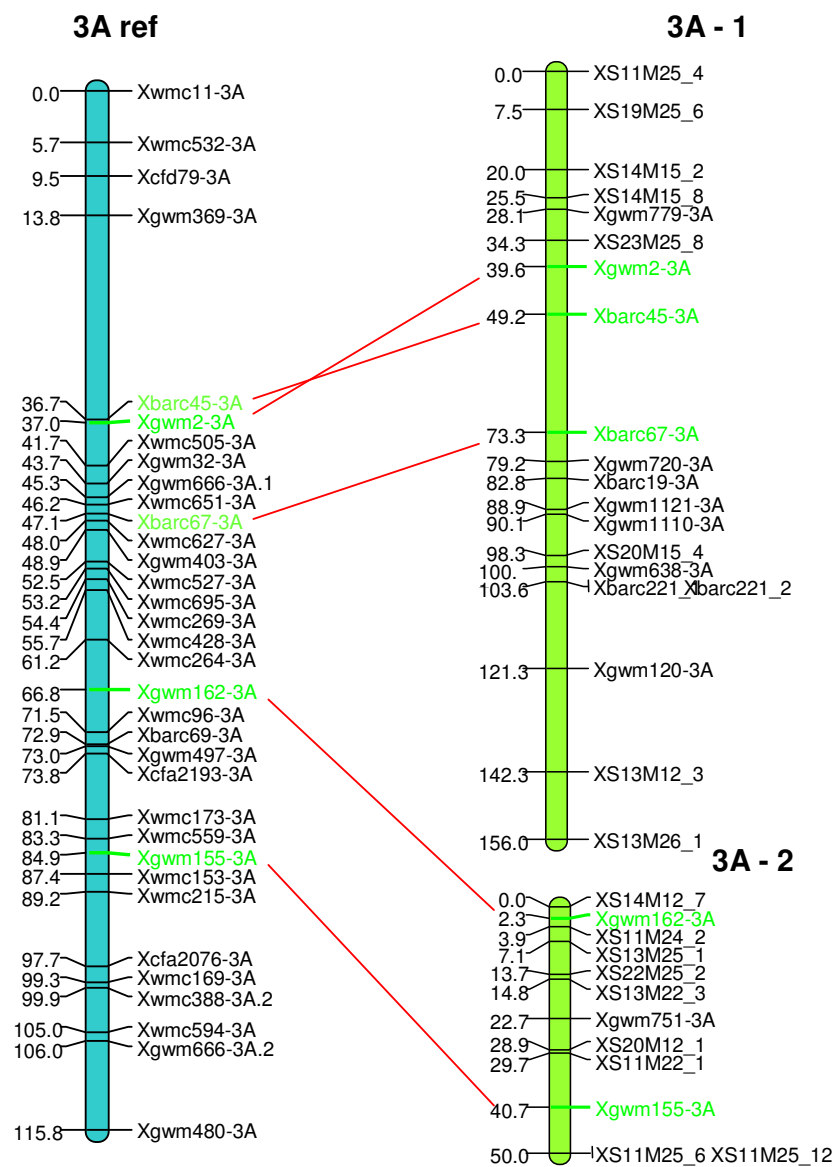 3A ref
0.0 Xwmc11-3A
5.7 Xwmc532-3A
9.5 Xcfd79-3A
13.8 Xgwm369-3A
36.7 Xbarc45-3A
37.0 Xgwm2-3A
41.7 Xwmc505-3A
43.7 Xgwm32-3A
45.3 Xgwm666-3A.1
46.2 Xwmc651-3A
47.1 Xbarc67-3A
48.0 Xwmc627-3A
48.9 Xgwm403-3A
52.5 Xwmc527-3A
53.2 Xwmc695-3A
54.4 Xwmc269-3A
55.7 Xwmc428-3A
61.2 Xwmc264-3A
66.8 Xgwm162-3A
71.5 Xwmc96-3A
72.9 Xbarc69-3A
73.0 Xgwm497-3A
73.8 Xcfa2193-3A
81.1 Xwmc173-3A
83.3 Xwmc559-3A
84.9 Xgwm155-3A
87.4 Xwmc153-3A
89.2 Xwmc215-3A
97.7 Xcfa2076-3A
99.3 Xwmc169-3A
99.9 Xwmc388-3A.2
105.0 Xwmc594-3A
106.0 Xgwm666-3A.2
115.8 Xgwm480-3A
3A - 1
0.0 XS11M25_4
7.5 XS19M25_6
20.0 XS14M15_2
25.5 XS14M15_8
28.1 Xgwm779-3A
34.3 XS23M25_8
39.6 Xgwm2-3A
49.2 Xbarc45-3A
73.3 Xbarc67-3A
79.2 Xgwm720-3A
82.8 Xbarc19-3A
88.9 Xgwm1121-3A
90.1 Xgwm1110-3A
98.3 XS20M15_4
100. Xgwm638-3A
103.6 Xbarc221_ Xbarc221_2
121.3 Xgwm120-3A
142.3 XS13M12_3
156.0 XS13M26_1
3A - 2
0.0 XS14M12_7
2.3 Xgwm162-3A
3.9 XS11M24_2
7.1 XS13M25_1
13.7 XS22M25_2
14.8 XS13M22_3
22.7 Xgwm751-3A
28.9 XS20M12_1
29.7 XS11M22_1
40.7 Xgwm155-3A
50.0 XS11M25_6 XS11M25_12